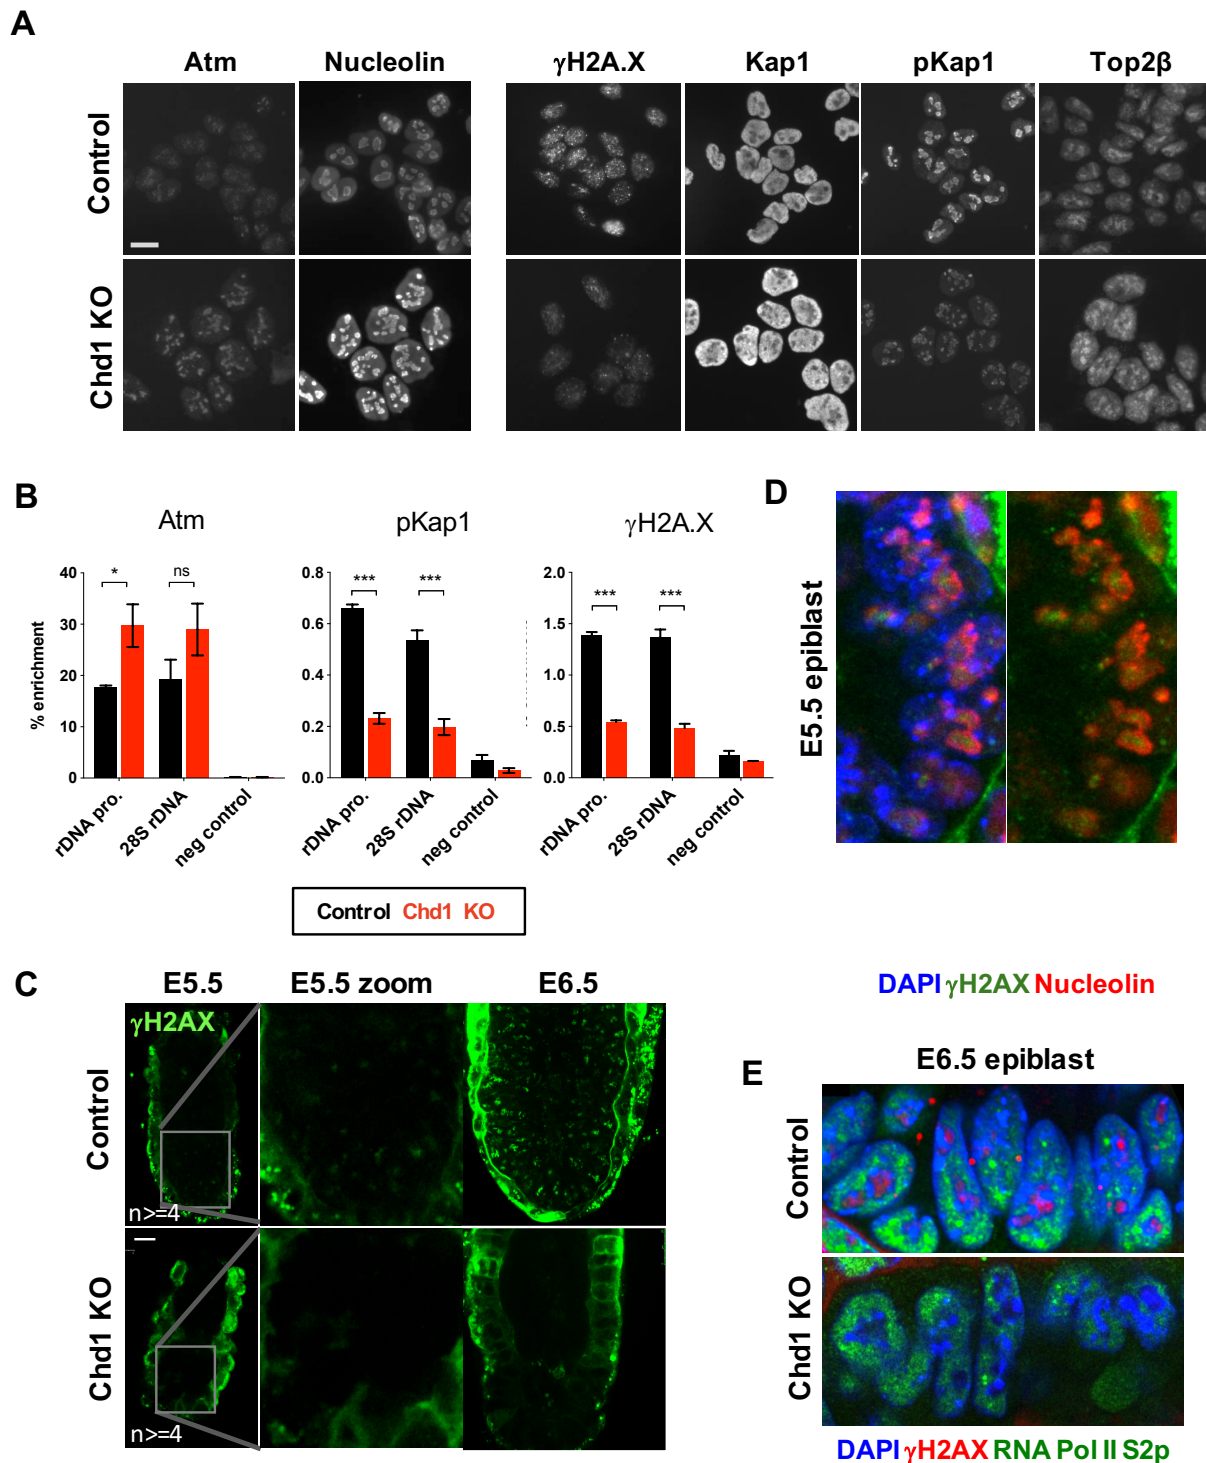 A
Atm Nucleolin γH2A.X Kap1 pKap1 Top2β
Control
Chd1 KO
B
Atm
pKap1
γH2A.X
% enrichment
40
30
20
10
0
* ns
rDNA pro.
28S rDNA
neg control
0.8
0.6
0.4
0.2
0.0
*** ***
rDNA pro.
28S rDNA
neg control
2.0
1.5
1.0
0.5
0.0
*** ***
rDNA pro.
28S rDNA
neg control
Control Chd1 KO
D
E5.5 epiblast
DAPI γH2AX Nucleolin
C
E5.5 E5.5 zoom E6.5
γH2AX
Control
n>=4
Chd1 KO
n>=4
E
E6.5 epiblast
Control
Chd1 KO
DAPI γH2AX RNA Pol II S2p